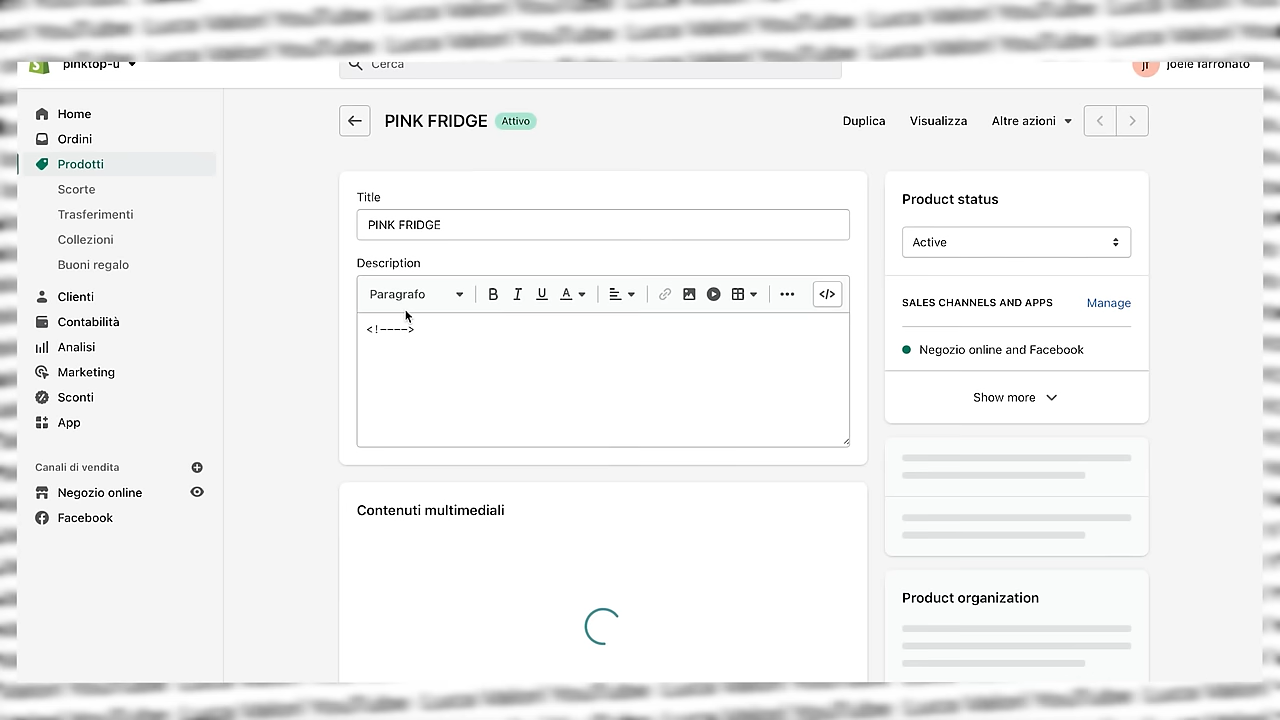 pinktop-u
Cerca
jf
joele farronato
Home
Ordini
Prodotti
Scorte
Trasferimenti
Collezioni
Buoni regalo
Clienti
Contabilità
Analisi
Marketing
Sconti
App
Canali di vendita
Negozio online
Facebook
PINK FRIDGE
Attivo
Duplica
Visualizza
Altre azioni
Title
PINK FRIDGE
Description
Paragrafo
B I U A </>
<!---->
Contenuti multimediali
Product status
Active
SALES CHANNELS AND APPS
Manage
Negozio online and Facebook
Show more
Product organization